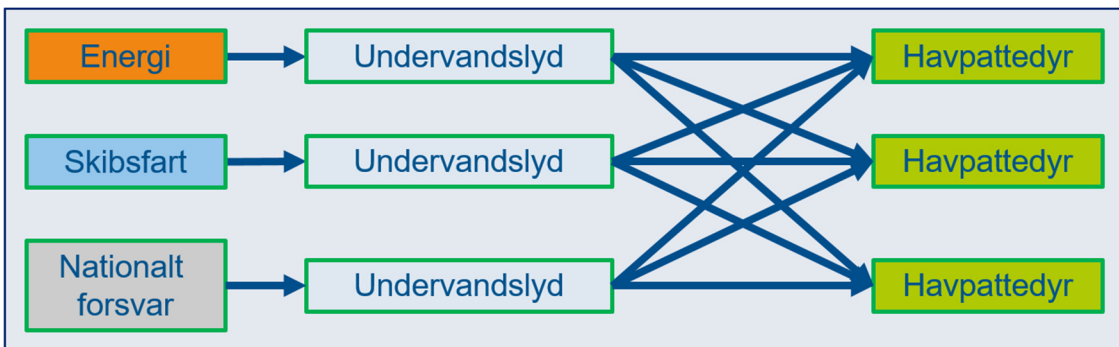 Energi
Undervandslyd
Havpattedyr
Skibsfart
Undervandslyd
Havpattedyr
Nationalt
forsvar
Undervandslyd
Havpattedyr